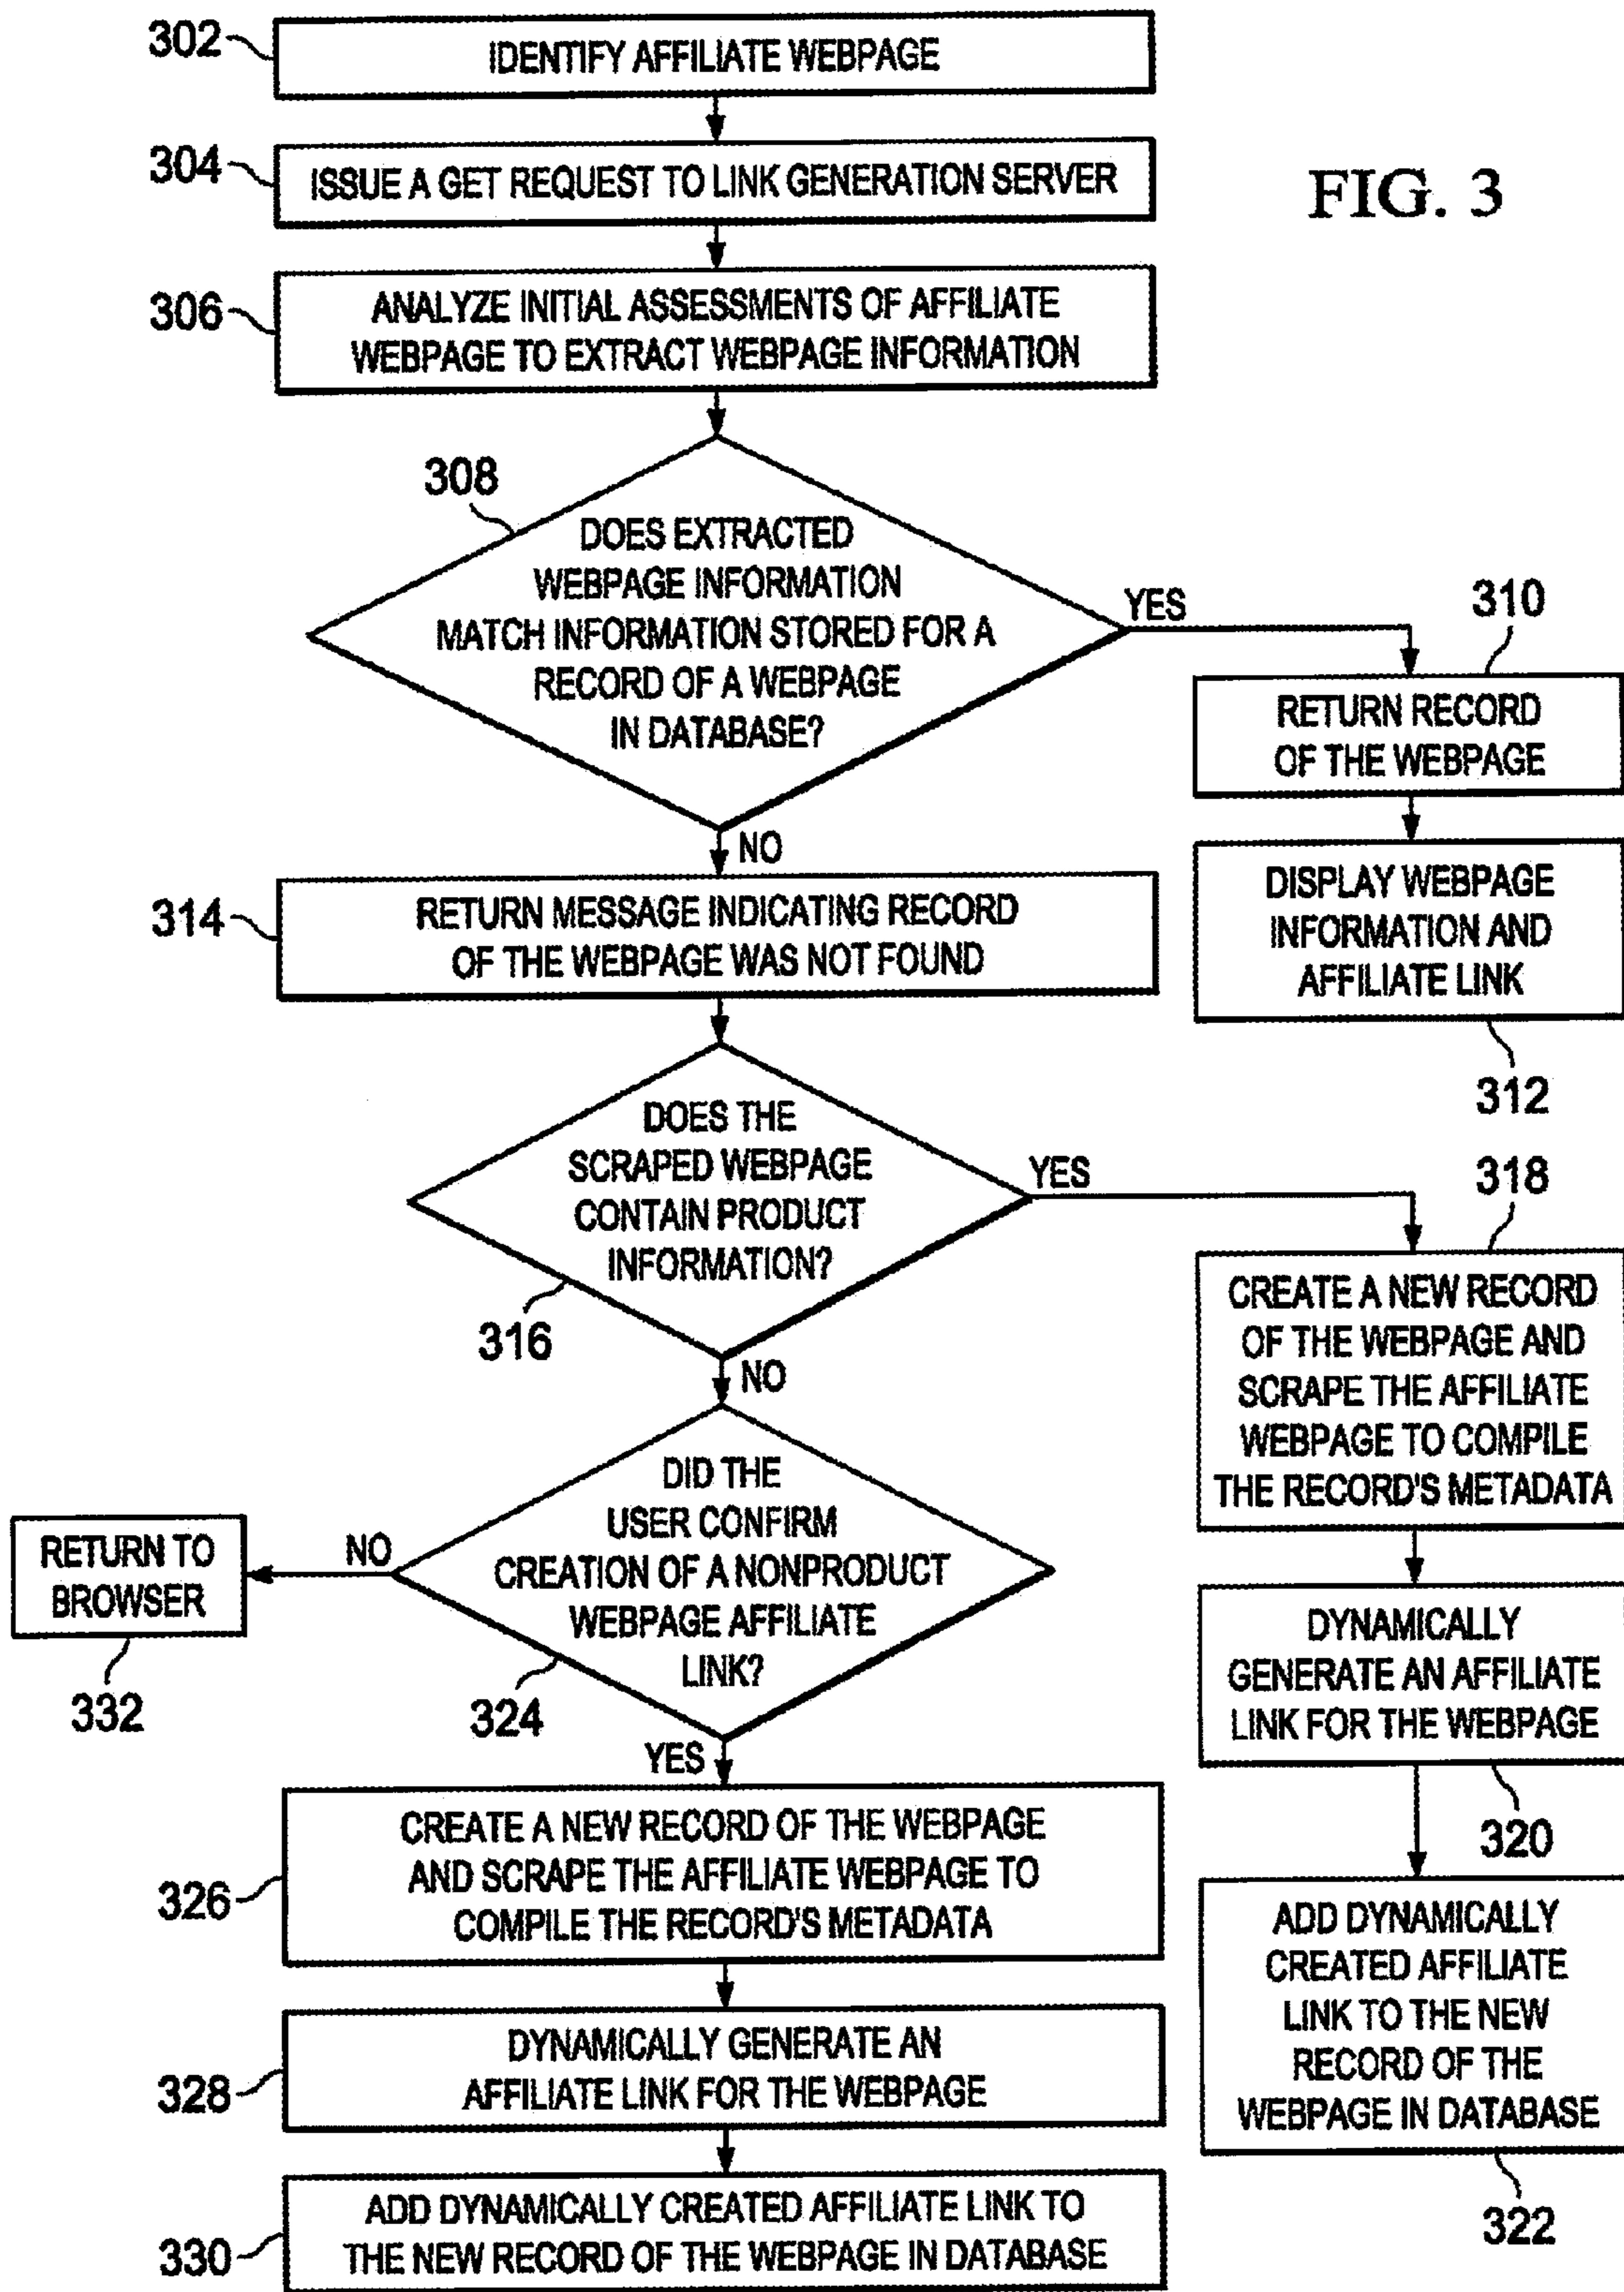 302
IDENTIFY AFFILIATE WEBPAGE
304
ISSUE A GET REQUEST TO LINK GENERATION SERVER
FIG. 3
306
ANALYZE INITIAL ASSESSMENTS OF AFFILIATE
WEBPAGE TO EXTRACT WEBPAGE INFORMATION
308
DOES EXTRACTED
WEBPAGE INFORMATION
MATCH INFORMATION STORED FOR A
RECORD OF A WEBPAGE
IN DATABASE?
YES
310
RETURN RECORD
OF THE WEBPAGE
DISPLAY WEBPAGE
INFORMATION AND
AFFILIATE LINK
312
NO
314
RETURN MESSAGE INDICATING RECORD
OF THE WEBPAGE WAS NOT FOUND
DOES THE
SCRAPED WEBPAGE
CONTAIN PRODUCT
INFORMATION?
316
YES
318
CREATE A NEW RECORD
OF THE WEBPAGE AND
SCRAPE THE AFFILIATE
WEBPAGE TO COMPILE
THE RECORD'S METADATA
DYNAMICALLY
GENERATE AN AFFILIATE
LINK FOR THE WEBPAGE
320
ADD DYNAMICALLY
CREATED AFFILIATE
LINK TO THE NEW
RECORD OF THE
WEBPAGE IN DATABASE
322
NO
DID THE
USER CONFIRM
CREATION OF A NONPRODUCT
WEBPAGE AFFILIATE
LINK?
324
NO
RETURN TO
BROWSER
332
YES
326
CREATE A NEW RECORD OF THE WEBPAGE
AND SCRAPE THE AFFILIATE WEBPAGE TO
COMPILE THE RECORD'S METADATA
328
DYNAMICALLY GENERATE AN
AFFILIATE LINK FOR THE WEBPAGE
330
ADD DYNAMICALLY CREATED AFFILIATE LINK TO
THE NEW RECORD OF THE WEBPAGE IN DATABASE